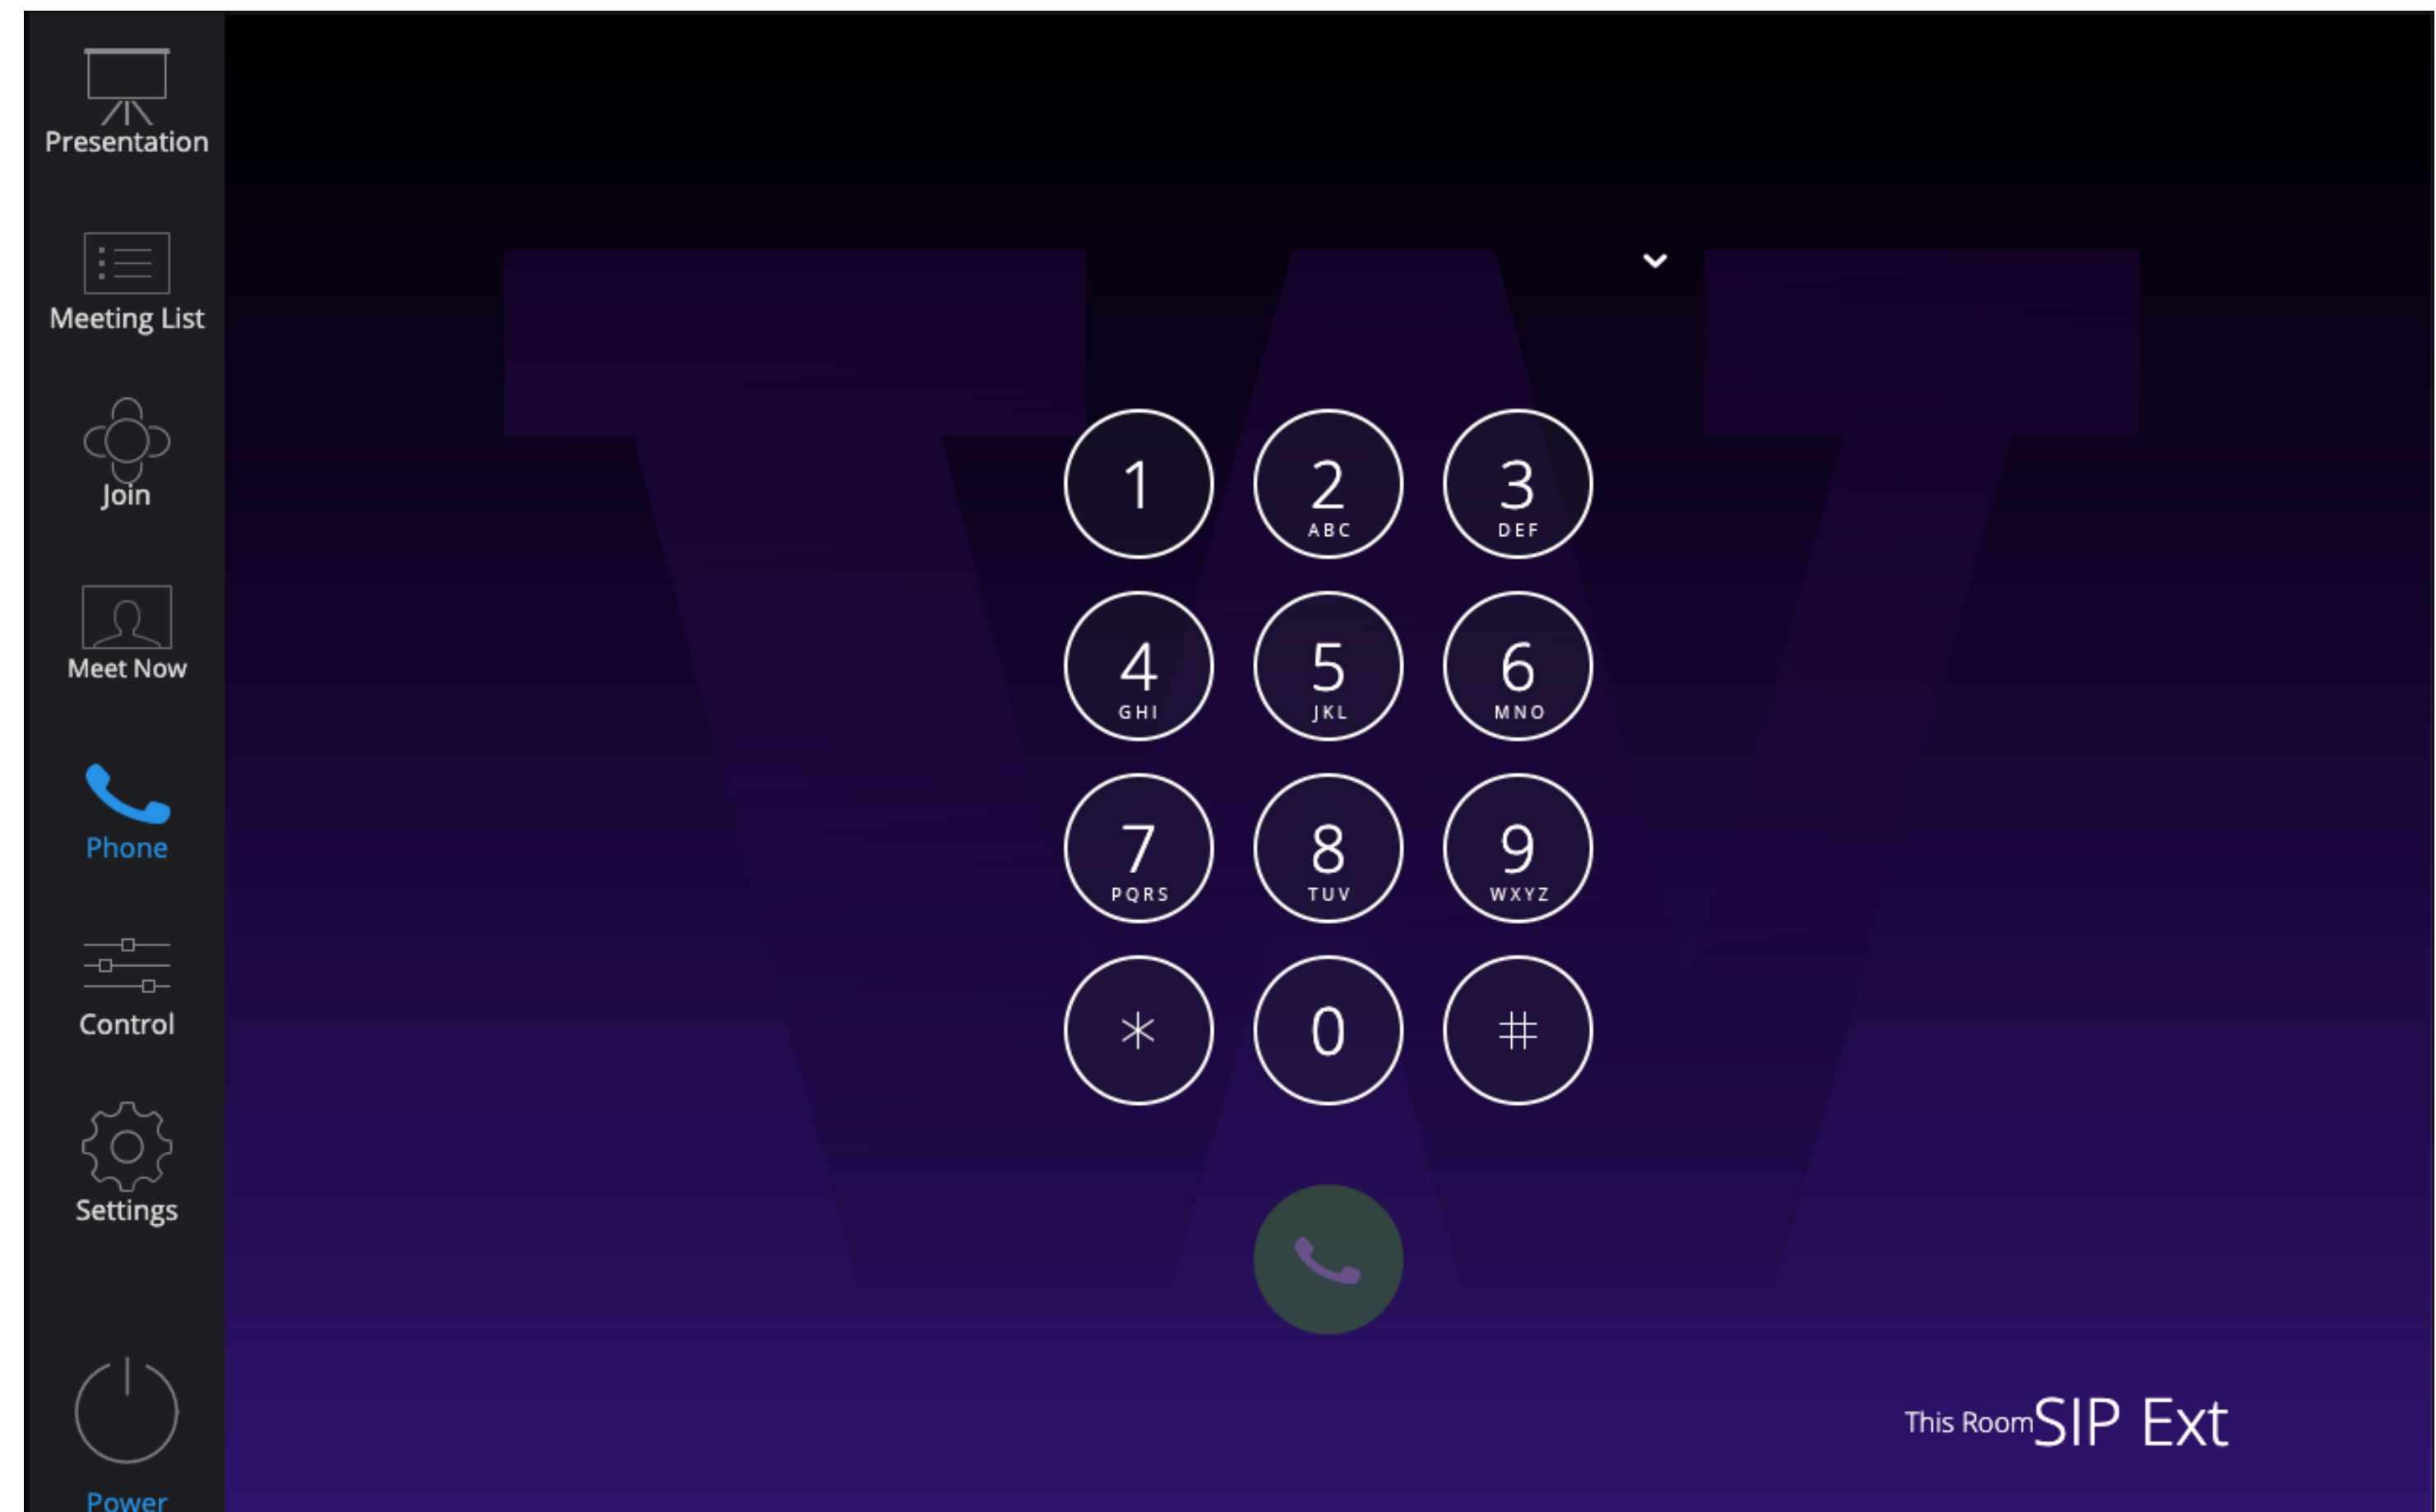 Presentation
Meeting List
Join
Meet Now
Phone
Control
Settings
Power
1 2 3
ABC DEF
4 5 6
GHI JKL MNO
7 8 9
PQRS TUV WXYZ
* 0 #
This Room SIP Ext